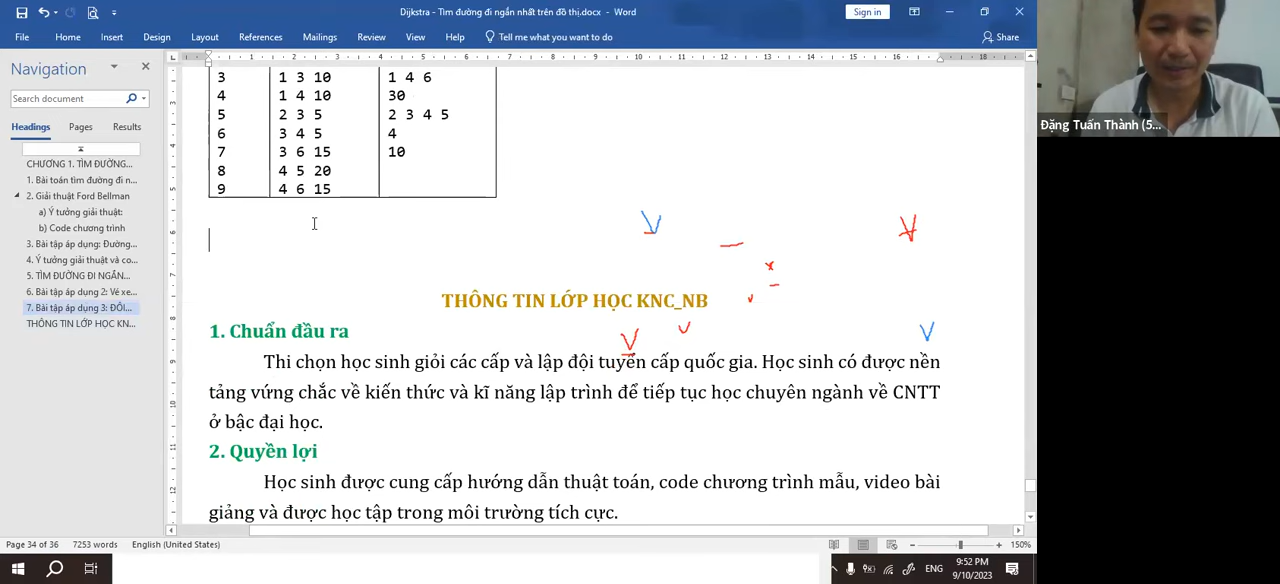 Dijkstra - Tìm đường đi ngắn nhất trên đồ thị.docx - Word
Sign in
File Home Insert Design Layout References Mailings Review View Help Tell me what you want to do Share
Navigation
Search document
Headings Pages Results
CHƯƠNG 1. TÌM ĐƯỜNG...
1. Bài toán tìm đường đi n...
2. Giải thuật Ford Bellman
a) Ý tưởng giải thuật:
b) Code chương trình
3. Bài tập áp dụng: Đường...
4. Ý tưởng giải thuật và co...
5. TÌM ĐƯỜNG ĐI NGẮN...
6. Bài tập áp dụng 2: Vé xe...
7. Bài tập áp dụng 3: ĐÔI...
THÔNG TIN LỚP HỌC KN...
3 1 3 10 1 4 6
4 1 4 10 30
5 2 3 5 2 3 4 5
6 3 4 5 4
7 3 6 15 10
8 4 5 20
9 4 6 15
THÔNG TIN LỚP HỌC KNC_NB
1. Chuẩn đầu ra
Thi chọn học sinh giỏi các cấp và lập đội tuyển cấp quốc gia. Học sinh có được nền
tảng vững chắc về kiến thức và kĩ năng lập trình để tiếp tục học chuyên ngành về CNTT
ở bậc đại học.
2. Quyền lợi
Học sinh được cung cấp hướng dẫn thuật toán, code chương trình mẫu, video bài
giảng và được học tập trong môi trường tích cực.
Đặng Tuấn Thành (5...
Page 34 of 36 7253 words English (United States) 150%
ENG
9:52 PM
9/10/2023